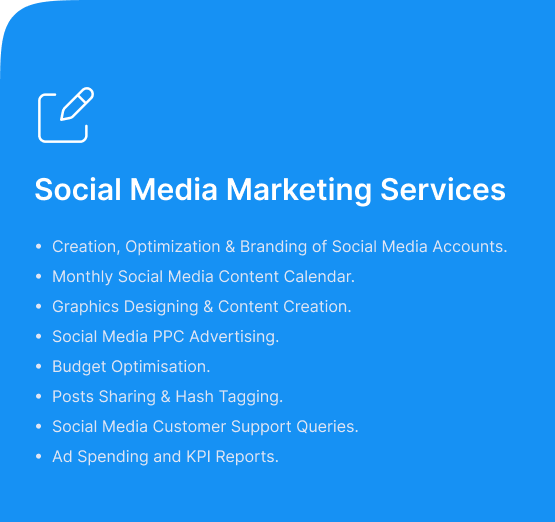 Social Media Marketing Services
• Creation, Optimization & Branding of Social Media Accounts.
• Monthly Social Media Content Calendar.
• Graphics Designing & Content Creation.
• Social Media PPC Advertising.
• Budget Optimisation.
• Posts Sharing & Hash Tagging.
• Social Media Customer Support Queries.
• Ad Spending and KPI Reports.